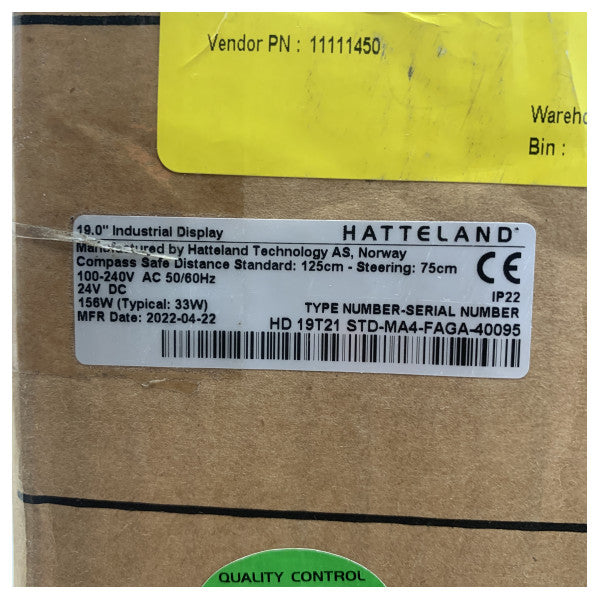 Vendor PN : 11111450
Bin :
19.0" Industrial Display
HATTELAND
Manufactured by Hatteland Technology AS, Norway
Compass Safe Distance Standard: 125cm - Steering: 75cm
100-240V AC 50/60Hz
CE
24V DC
IP22
156W (Typical: 33W)
TYPE NUMBER-SERIAL NUMBER
MFR Date: 2022-04-22
HD 19T21 STD-MA4-FAGA-40095
QUALITY CONTROL